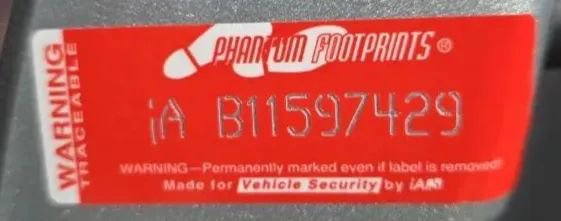 WARNING
TRACEABLE
PHANTOM FOOTPRINTS®
iA B11597429
WARNING—Permanently marked even if label is removed!
Made for Vehicle Security by